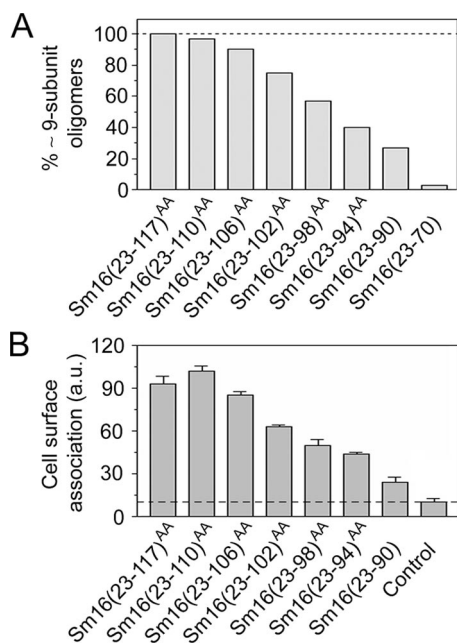 A
% ~ 9-subunit
oligomers
100
80
60
40
20
0
Sm16(23-117)ᴬᴬ
Sm16(23-110)ᴬᴬ
Sm16(23-106)ᴬᴬ
Sm16(23-102)ᴬᴬ
Sm16(23-98)ᴬᴬ
Sm16(23-94)ᴬᴬ
Sm16(23-90)
Sm16(23-70)
B
Cell surface
association (a.u.)
120
90
60
30
0
Sm16(23-117)ᴬᴬ
Sm16(23-110)ᴬᴬ
Sm16(23-106)ᴬᴬ
Sm16(23-102)ᴬᴬ
Sm16(23-98)ᴬᴬ
Sm16(23-94)ᴬᴬ
Sm16(23-90)
Control